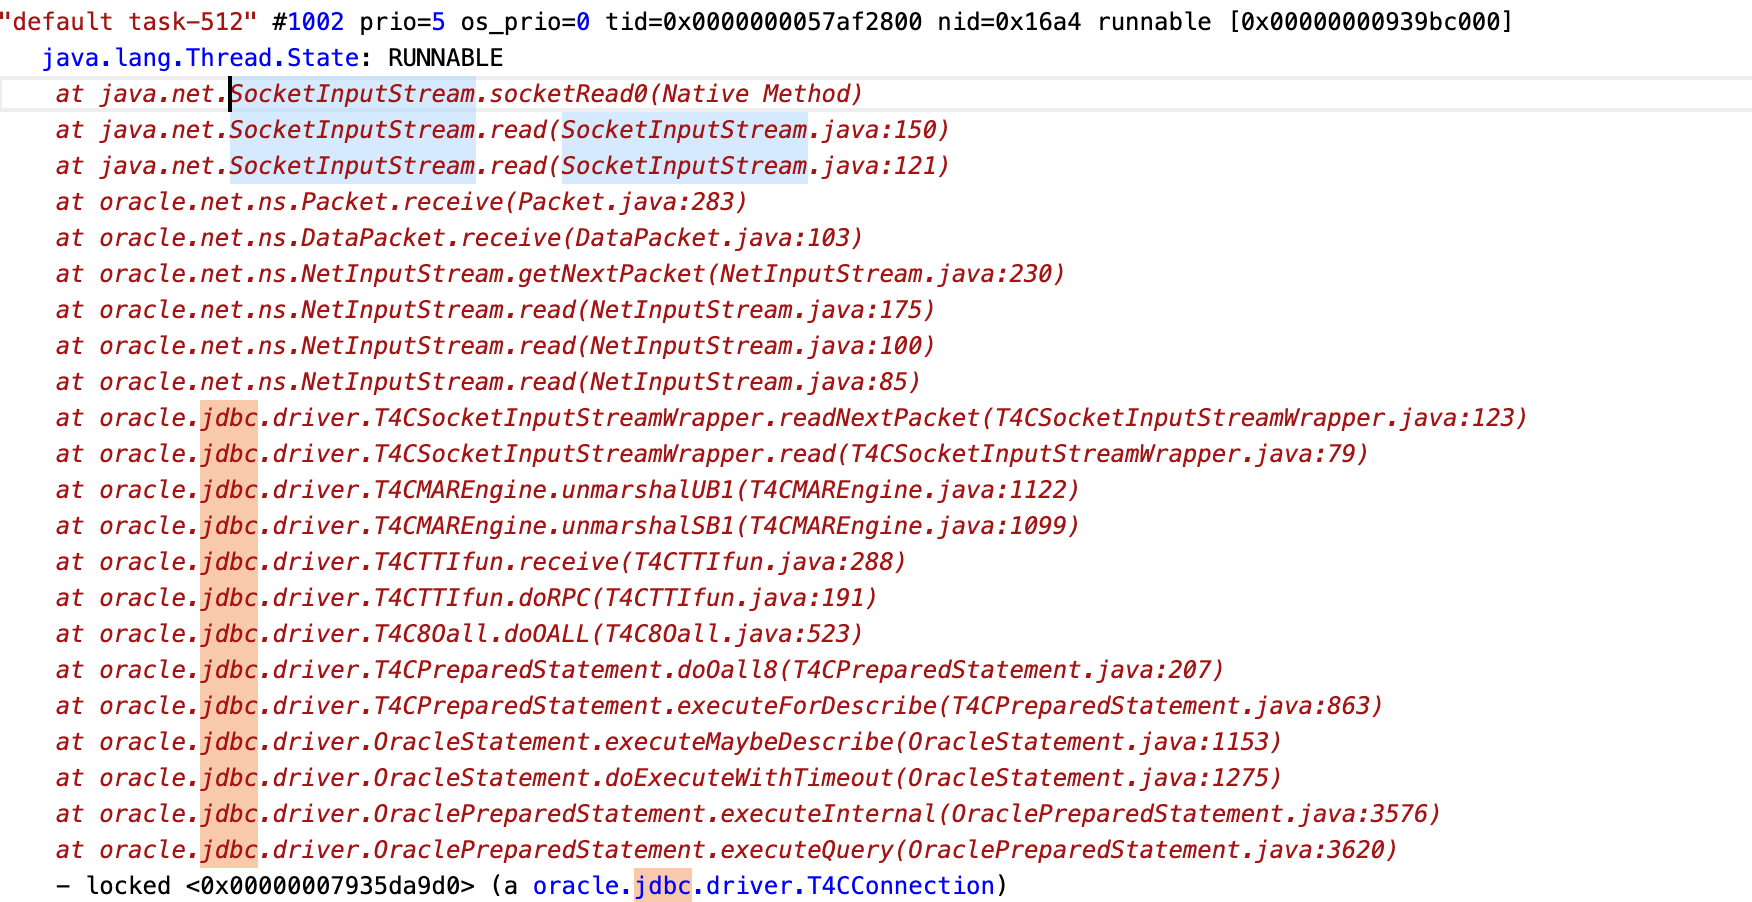 "default task-512" #1002 prio=5 os_prio=0 tid=0x0000000057af2800 nid=0x16a4 runnable [0x00000000939bc000]
java.lang.Thread.State: RUNNABLE
at java.net.SocketInputStream.socketRead0(Native Method)
at java.net.SocketInputStream.read(SocketInputStream.java:150)
at java.net.SocketInputStream.read(SocketInputStream.java:121)
at oracle.net.ns.Packet.receive(Packet.java:283)
at oracle.net.ns.DataPacket.receive(DataPacket.java:103)
at oracle.net.ns.NetInputStream.getNextPacket(NetInputStream.java:230)
at oracle.net.ns.NetInputStream.read(NetInputStream.java:175)
at oracle.net.ns.NetInputStream.read(NetInputStream.java:100)
at oracle.net.ns.NetInputStream.read(NetInputStream.java:85)
at oracle.jdbc.driver.T4CSocketInputStreamWrapper.readNextPacket(T4CSocketInputStreamWrapper.java:123)
at oracle.jdbc.driver.T4CSocketInputStreamWrapper.read(T4CSocketInputStreamWrapper.java:79)
at oracle.jdbc.driver.T4CMAREngine.unmarshalUB1(T4CMAREngine.java:1122)
at oracle.jdbc.driver.T4CMAREngine.unmarshalSB1(T4CMAREngine.java:1099)
at oracle.jdbc.driver.T4CTTIfun.receive(T4CTTIfun.java:288)
at oracle.jdbc.driver.T4CTTIfun.doRPC(T4CTTIfun.java:191)
at oracle.jdbc.driver.T4C8Oall.doOALL(T4C8Oall.java:523)
at oracle.jdbc.driver.T4CPreparedStatement.doOall8(T4CPreparedStatement.java:207)
at oracle.jdbc.driver.T4CPreparedStatement.executeForDescribe(T4CPreparedStatement.java:863)
at oracle.jdbc.driver.OracleStatement.executeMaybeDescribe(OracleStatement.java:1153)
at oracle.jdbc.driver.OracleStatement.doExecuteWithTimeout(OracleStatement.java:1275)
at oracle.jdbc.driver.OraclePreparedStatement.executeInternal(OraclePreparedStatement.java:3576)
at oracle.jdbc.driver.OraclePreparedStatement.executeQuery(OraclePreparedStatement.java:3620)
– locked <0x00000007935da9d0> (a oracle.jdbc.driver.T4CConnection)